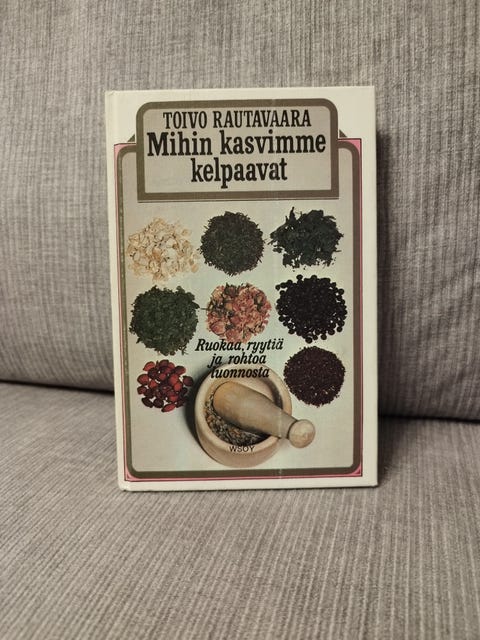 TOIVO RAUTAVAARA
Mihin kasvimme
kelpaavat
Ruokaa, ryytiä
ja rohtoa
luonnosta
WSOY